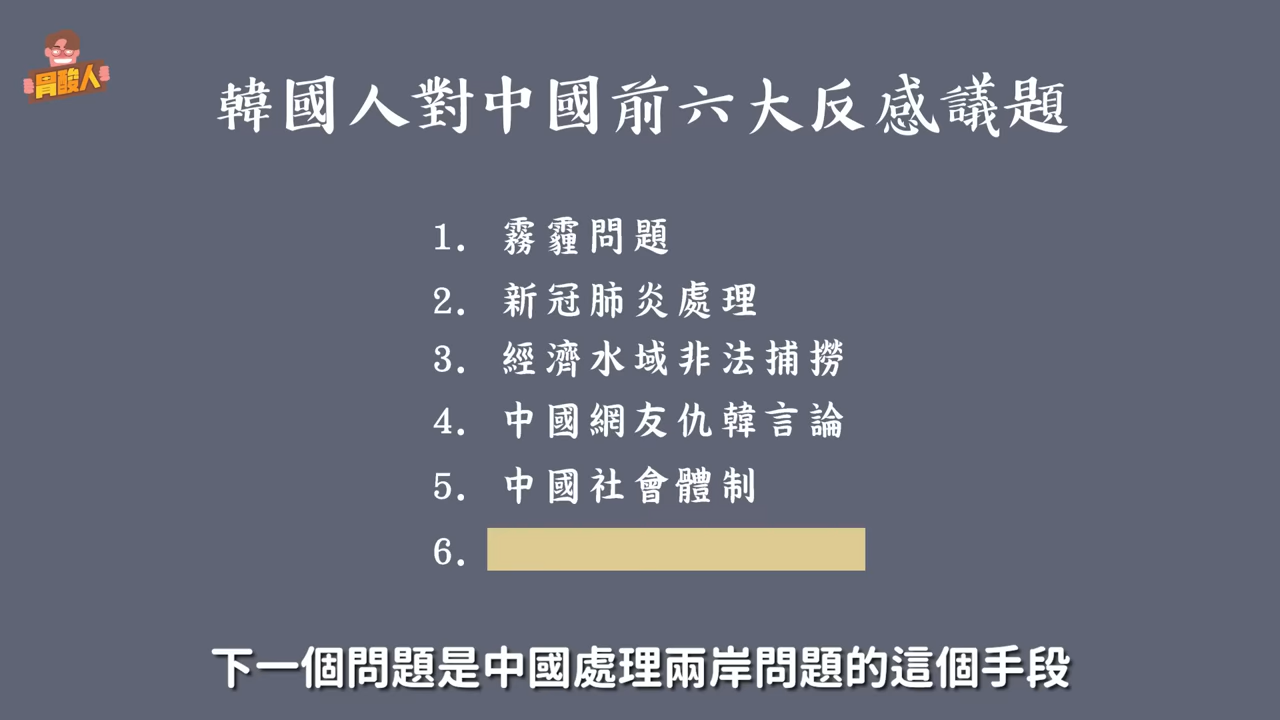 胃酸人
韓國人對中國前六大反感議題
1. 霧霾問題
2. 新冠肺炎處理
3. 經濟水域非法捕撈
4. 中國網友仇韓言論
5. 中國社會體制
6.
下一個問題是中國處理兩岸問題的這個手段